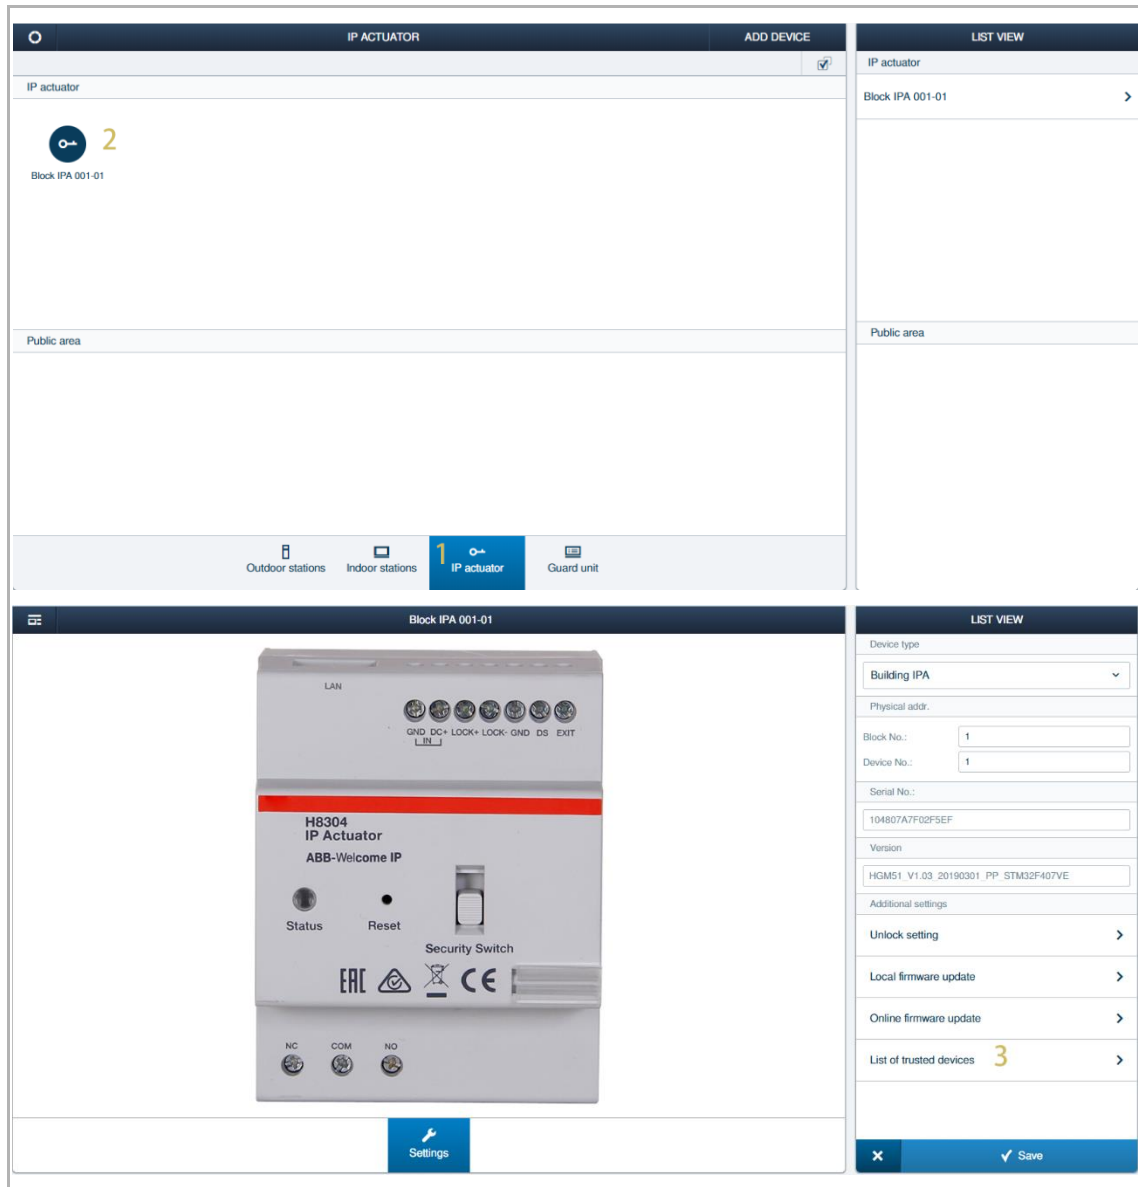 IP ACTUATOR
ADD DEVICE
IP actuator
2
Block IPA 001-01
Public area
Outdoor stations
Indoor stations
1
IP actuator
Guard unit
LIST VIEW
IP actuator
Block IPA 001-01
Public area
Block IPA 001-01
LAN
GND DC+ LOCK+ LOCK- GND DS EXIT
IN
H8304
IP Actuator
ABB-Welcome IP
Status
Reset
Security Switch
EAC
CE
NC COM NO
Settings
LIST VIEW
Device type
Building IPA
Physical addr.
Block No.: 1
Device No.: 1
Serial No.:
104807A7F02F5EF
Version
HGM51_V1.03_20190301_PP_STM32F407VE
Additional settings
Unlock setting
Local firmware update
Online firmware update
List of trusted devices 3
Save